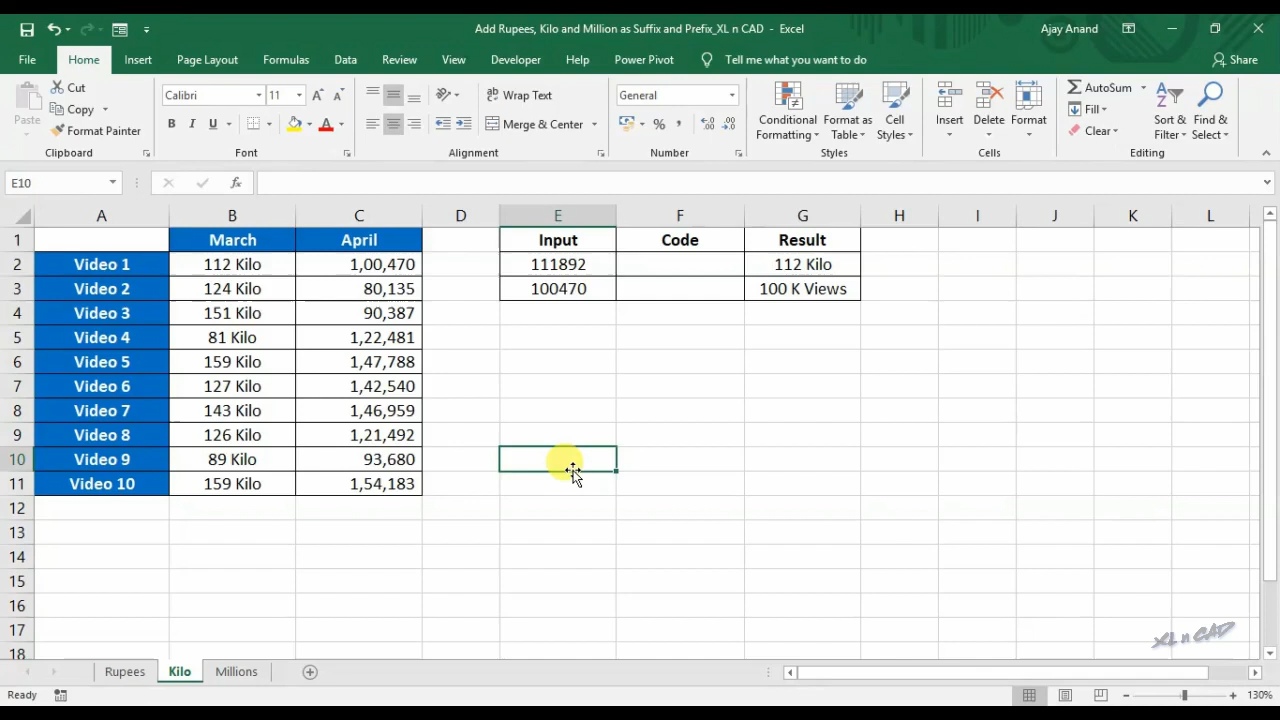 Add Rupees, Kilo and Million as Suffix and Prefix_XL n CAD - Excel
Ajay Anand
File Home Insert Page Layout Formulas Data Review View Developer Help Power Pivot Tell me what you want to do Share
Paste
Cut
Copy
Format Painter
Clipboard
Calibri 11
B I U
Font
Wrap Text
Merge & Center
Alignment
General
%
Number
Conditional Formatting
Format as Table
Cell Styles
Styles
Insert Delete Format
Cells
AutoSum
Fill
Clear
Sort & Filter
Find & Select
Editing
E10 fx
A B C D E F G H I J K L
1 March April Input Code Result
2 Video 1 112 Kilo 1,00,470 111892 112 Kilo
3 Video 2 124 Kilo 80,135 100470 100 K Views
4 Video 3 151 Kilo 90,387
5 Video 4 81 Kilo 1,22,481
6 Video 5 159 Kilo 1,47,788
7 Video 6 127 Kilo 1,42,540
8 Video 7 143 Kilo 1,46,959
9 Video 8 126 Kilo 1,21,492
10 Video 9 89 Kilo 93,680
11 Video 10 159 Kilo 1,54,183
12
13
14
15
16
17
18
XL n CAD
Rupees Kilo Millions
Ready 130%